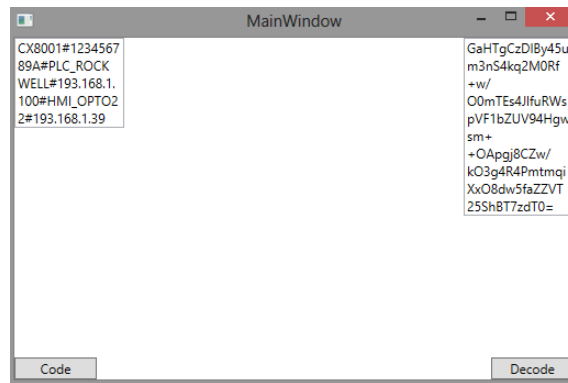 MainWindow
CX8001#1234567
89A#PLC_ROCK
WELL#193.168.1.
100#HMI_OPTO2
2#193.168.1.39
GaHTgCzDIBy45u
m3nS4kq2M0Rf
+w/
O0mTEs4JlfuRWs
pVF1bZUV94Hgw
sm+
+OApgj8CZw/
kO3g4R4Pmtmqi
XxO8dw5faZZVT
25ShBT7zdT0=
Code
Decode